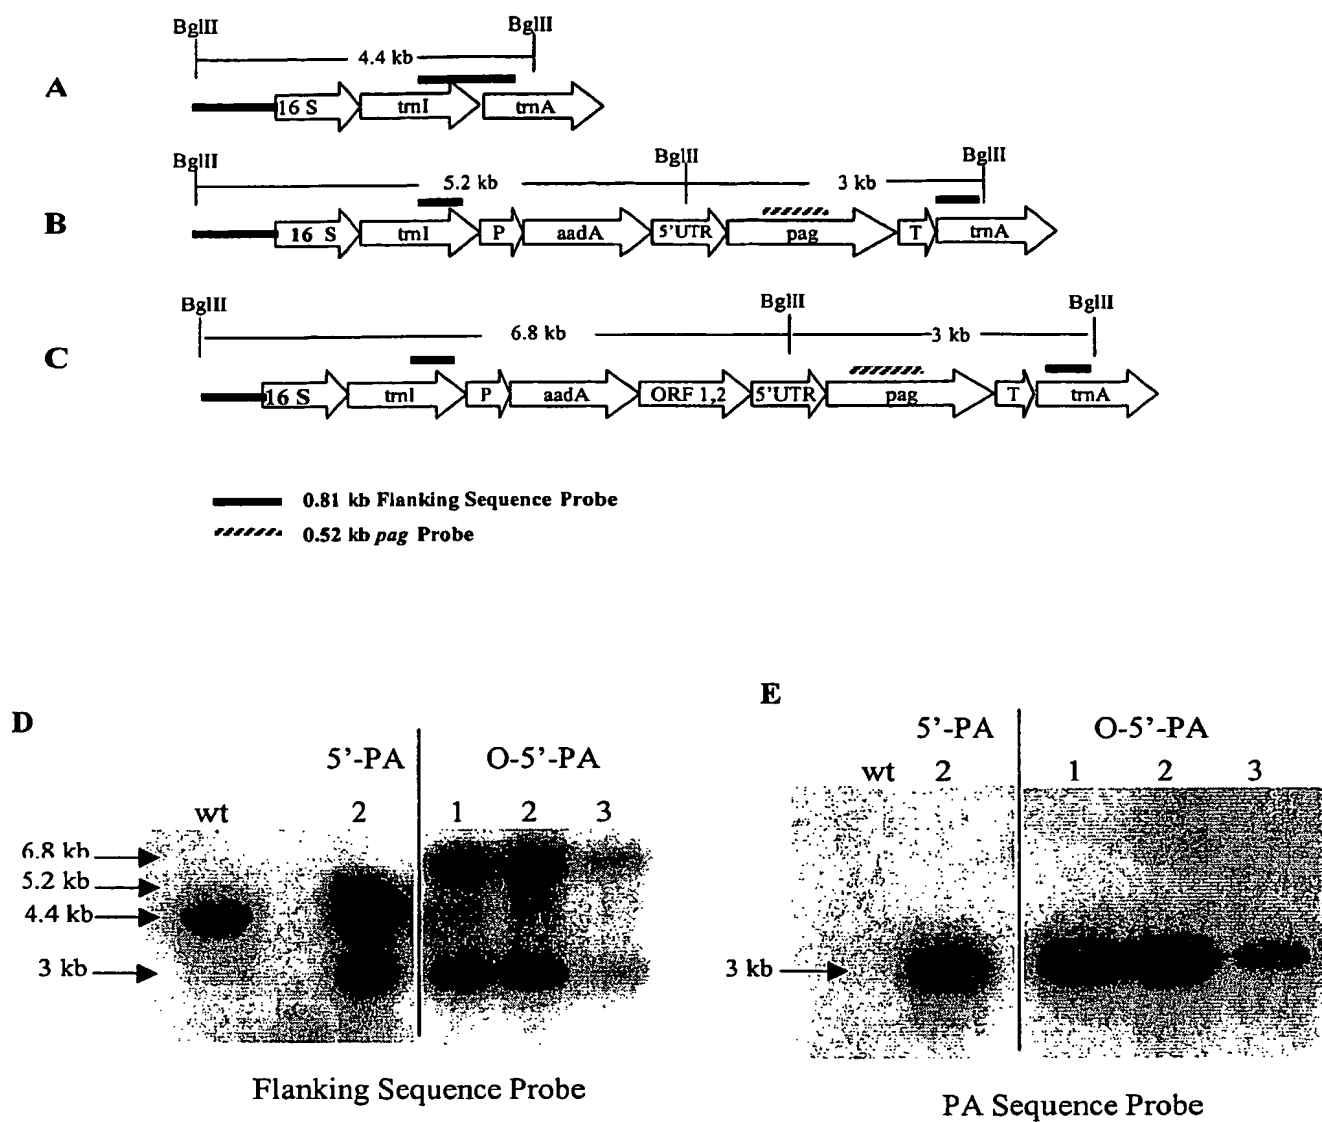 BglII BglII
4.4 kb
A
16 S trnI trnA
BglII BglII BglII
5.2 kb 3 kb
B
16 S trnI P aadA 5'UTR pag T trnA
BglII BglII BglII
6.8 kb 3 kb
C
16 S trnI P aadA ORF 1,2 5'UTR pag T trnA
0.81 kb Flanking Sequence Probe
0.52 kb pag Probe
D
5'-PA O-5'-PA
wt 2 1 2 3
6.8 kb
5.2 kb
4.4 kb
3 kb
Flanking Sequence Probe
E
5'-PA O-5'-PA
wt 2 1 2 3
3 kb
PA Sequence Probe